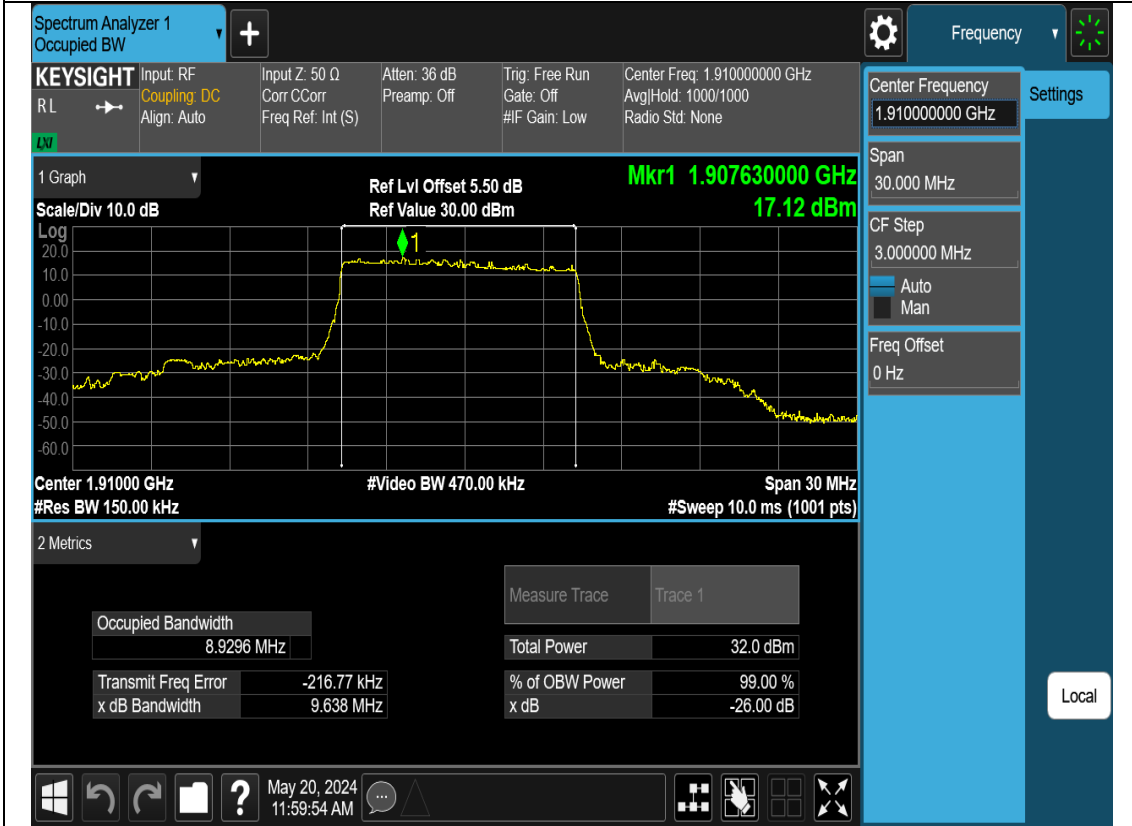 Spectrum Analyzer 1
Occupied BW
+
Frequency
KEYSIGHT
R L
LXI
Input: RF
Coupling: DC
Align: Auto
Input Z: 50 Ω
Corr CCorr
Freq Ref: Int (S)
Atten: 36 dB
Preamp: Off
Trig: Free Run
Gate: Off
#IF Gain: Low
Center Freq: 1.910000000 GHz
Avg|Hold: 1000/1000
Radio Std: None
Center Frequency
1.910000000 GHz
Settings
Span
30.000 MHz
CF Step
3.000000 MHz
Auto
Man
Freq Offset
0 Hz
Local
1 Graph
Scale/Div 10.0 dB
Ref Lvl Offset 5.50 dB
Ref Value 30.00 dBm
Mkr1 1.907630000 GHz
17.12 dBm
Log
1
20.0
10.0
0.00
-10.0
-20.0
-30.0
-40.0
-50.0
-60.0
Center 1.91000 GHz
#Video BW 470.00 kHz
Span 30 MHz
#Res BW 150.00 kHz
#Sweep 10.0 ms (1001 pts)
2 Metrics
Measure Trace Trace 1
Occupied Bandwidth
8.9296 MHz
Total Power 32.0 dBm
Transmit Freq Error -216.77 kHz
% of OBW Power 99.00 %
x dB Bandwidth 9.638 MHz
x dB -26.00 dB
?
May 20, 2024
11:59:54 AM